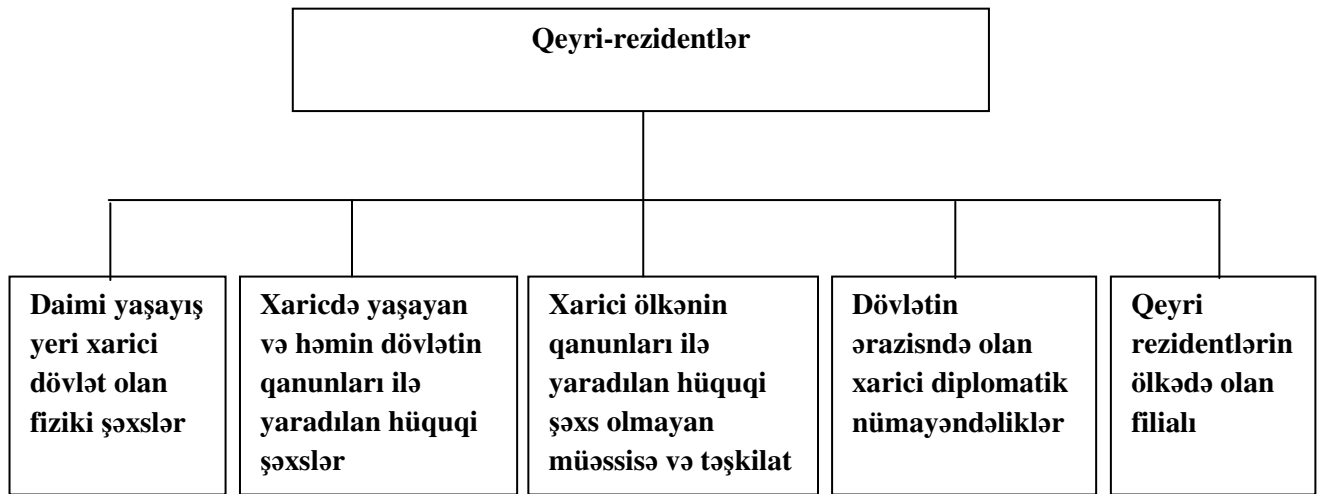 Qeyri-rezidentlər
Daimi yaşayış
yeri xarici
dövlət olan
fiziki şəxslər
Xaricdə yaşayan
və həmin dövlətin
qanunları ilə
yaradılan hüquqi
şəxslər
Xarici ölkənin
qanunları ilə
yaradılan hüquqi
şəxs olmayan
müəssisə və təşkilat
Dövlətin
ərazisndə olan
xarici diplomatik
nümayəndəliklər
Qeyri
rezidentlərin
ölkədə olan
filialı